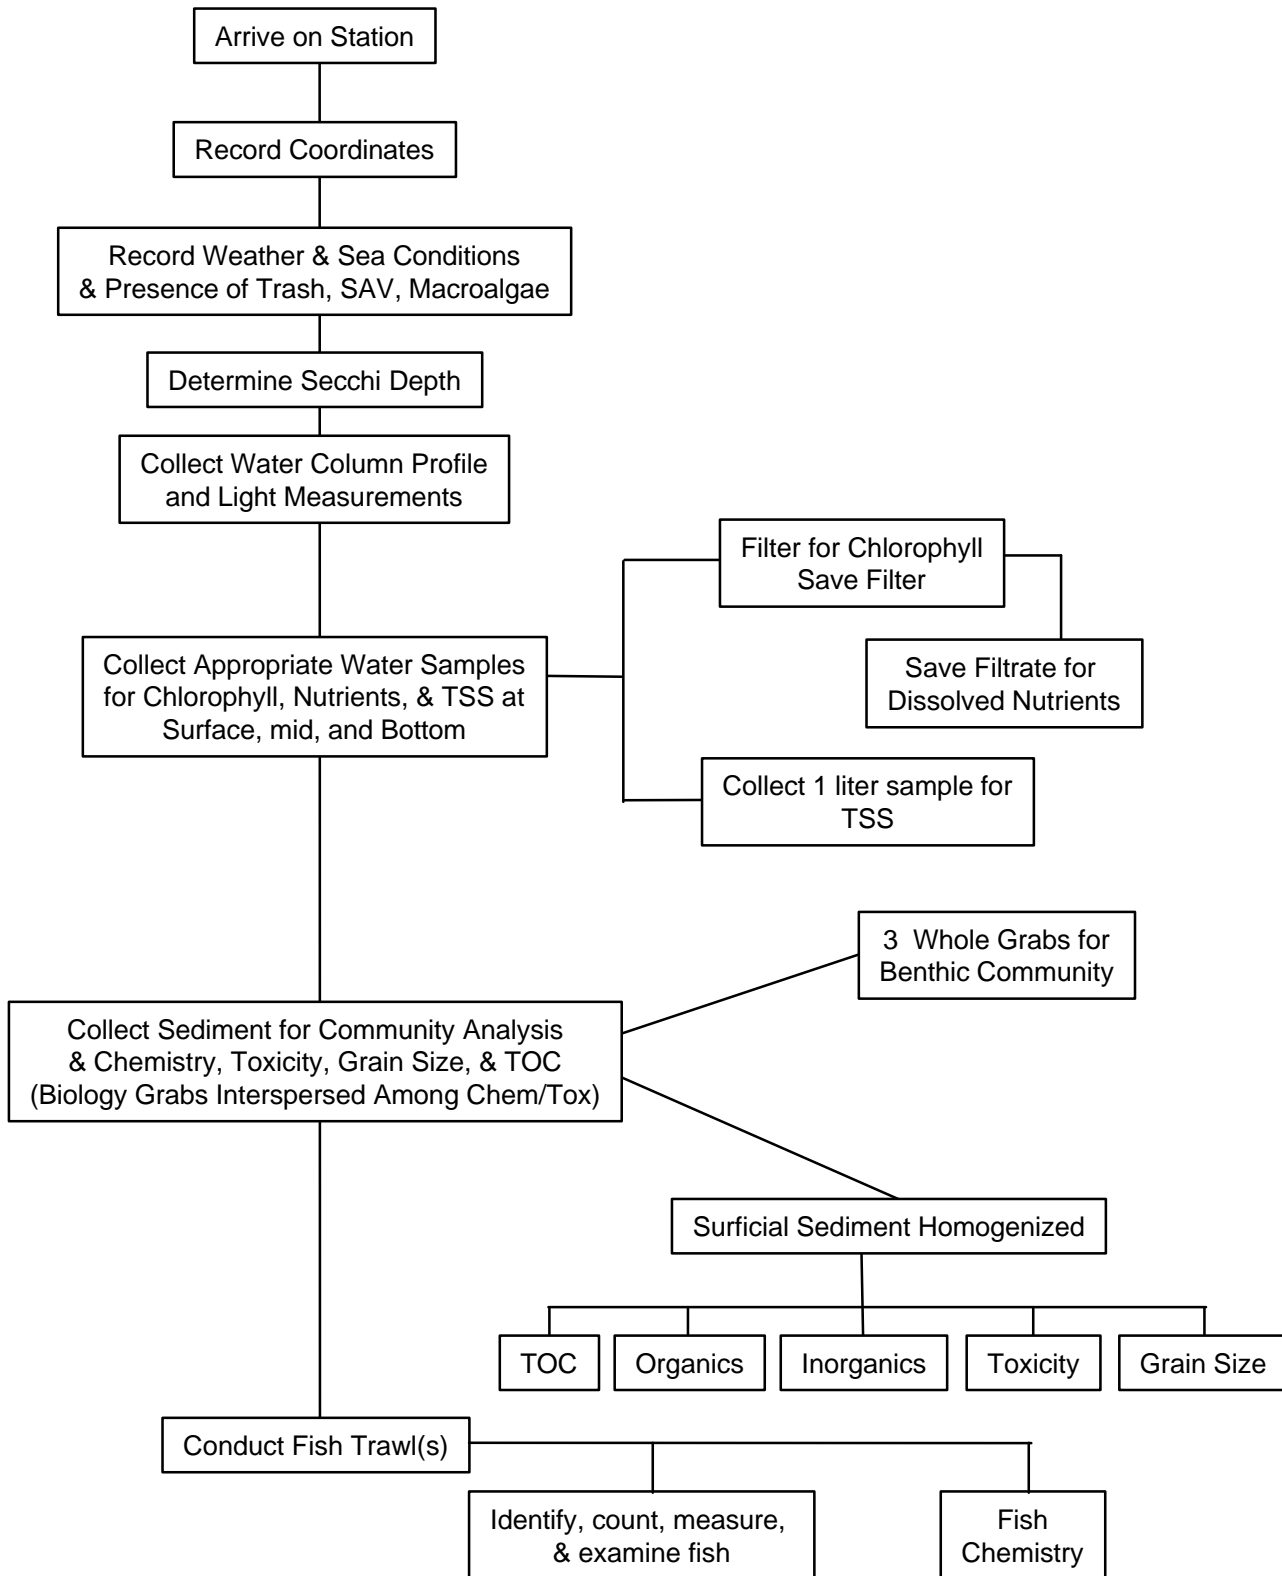 Arrive on Station
Record Coordinates
Record Weather & Sea Conditions
& Presence of Trash, SAV, Macroalgae
Determine Secchi Depth
Collect Water Column Profile
and Light Measurements
Filter for Chlorophyll
Save Filter
Collect Appropriate Water Samples
for Chlorophyll, Nutrients, & TSS at
Surface, mid, and Bottom
Save Filtrate for
Dissolved Nutrients
Collect 1 liter sample for
TSS
3 Whole Grabs for
Benthic Community
Collect Sediment for Community Analysis
& Chemistry, Toxicity, Grain Size, & TOC
(Biology Grabs Interspersed Among Chem/Tox)
Surficial Sediment Homogenized
TOC
Organics
Inorganics
Toxicity
Grain Size
Conduct Fish Trawl(s)
Identify, count, measure,
& examine fish
Fish
Chemistry